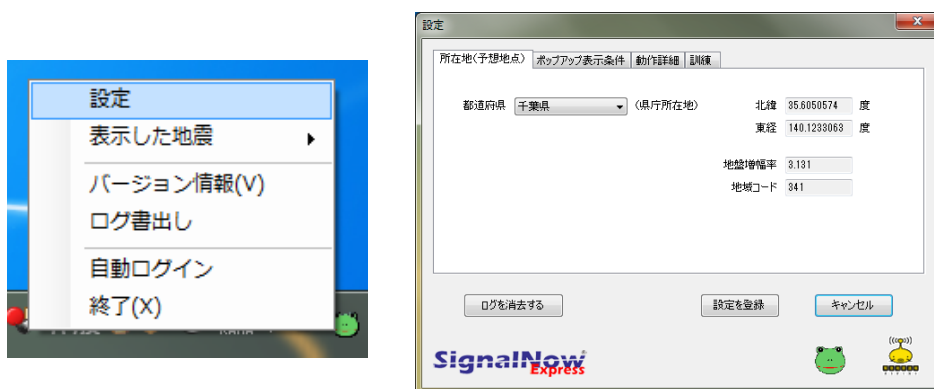 設定
表示した地震
バージョン情報(V)
ログ書出し
自動ログイン
終了(X)
設定
所在地(予想地点) ポップアップ表示条件 動作詳細 訓練
都道府県 千葉県 (県庁所在地) 北緯 35.6050574 度
東経 140.1233063 度
地盤増幅率 3.131
地域コード 341
ログを消去する 設定を登録 キャンセル
SignalNow
Express